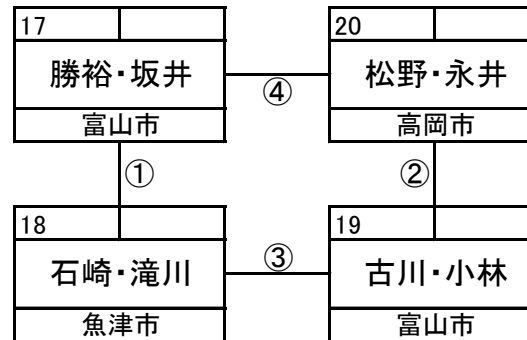 17
勝裕・坂井
富山市
20
松野・永井
高岡市
④
①
②
18
石崎・滝川
魚津市
③
19
古川・小林
富山市